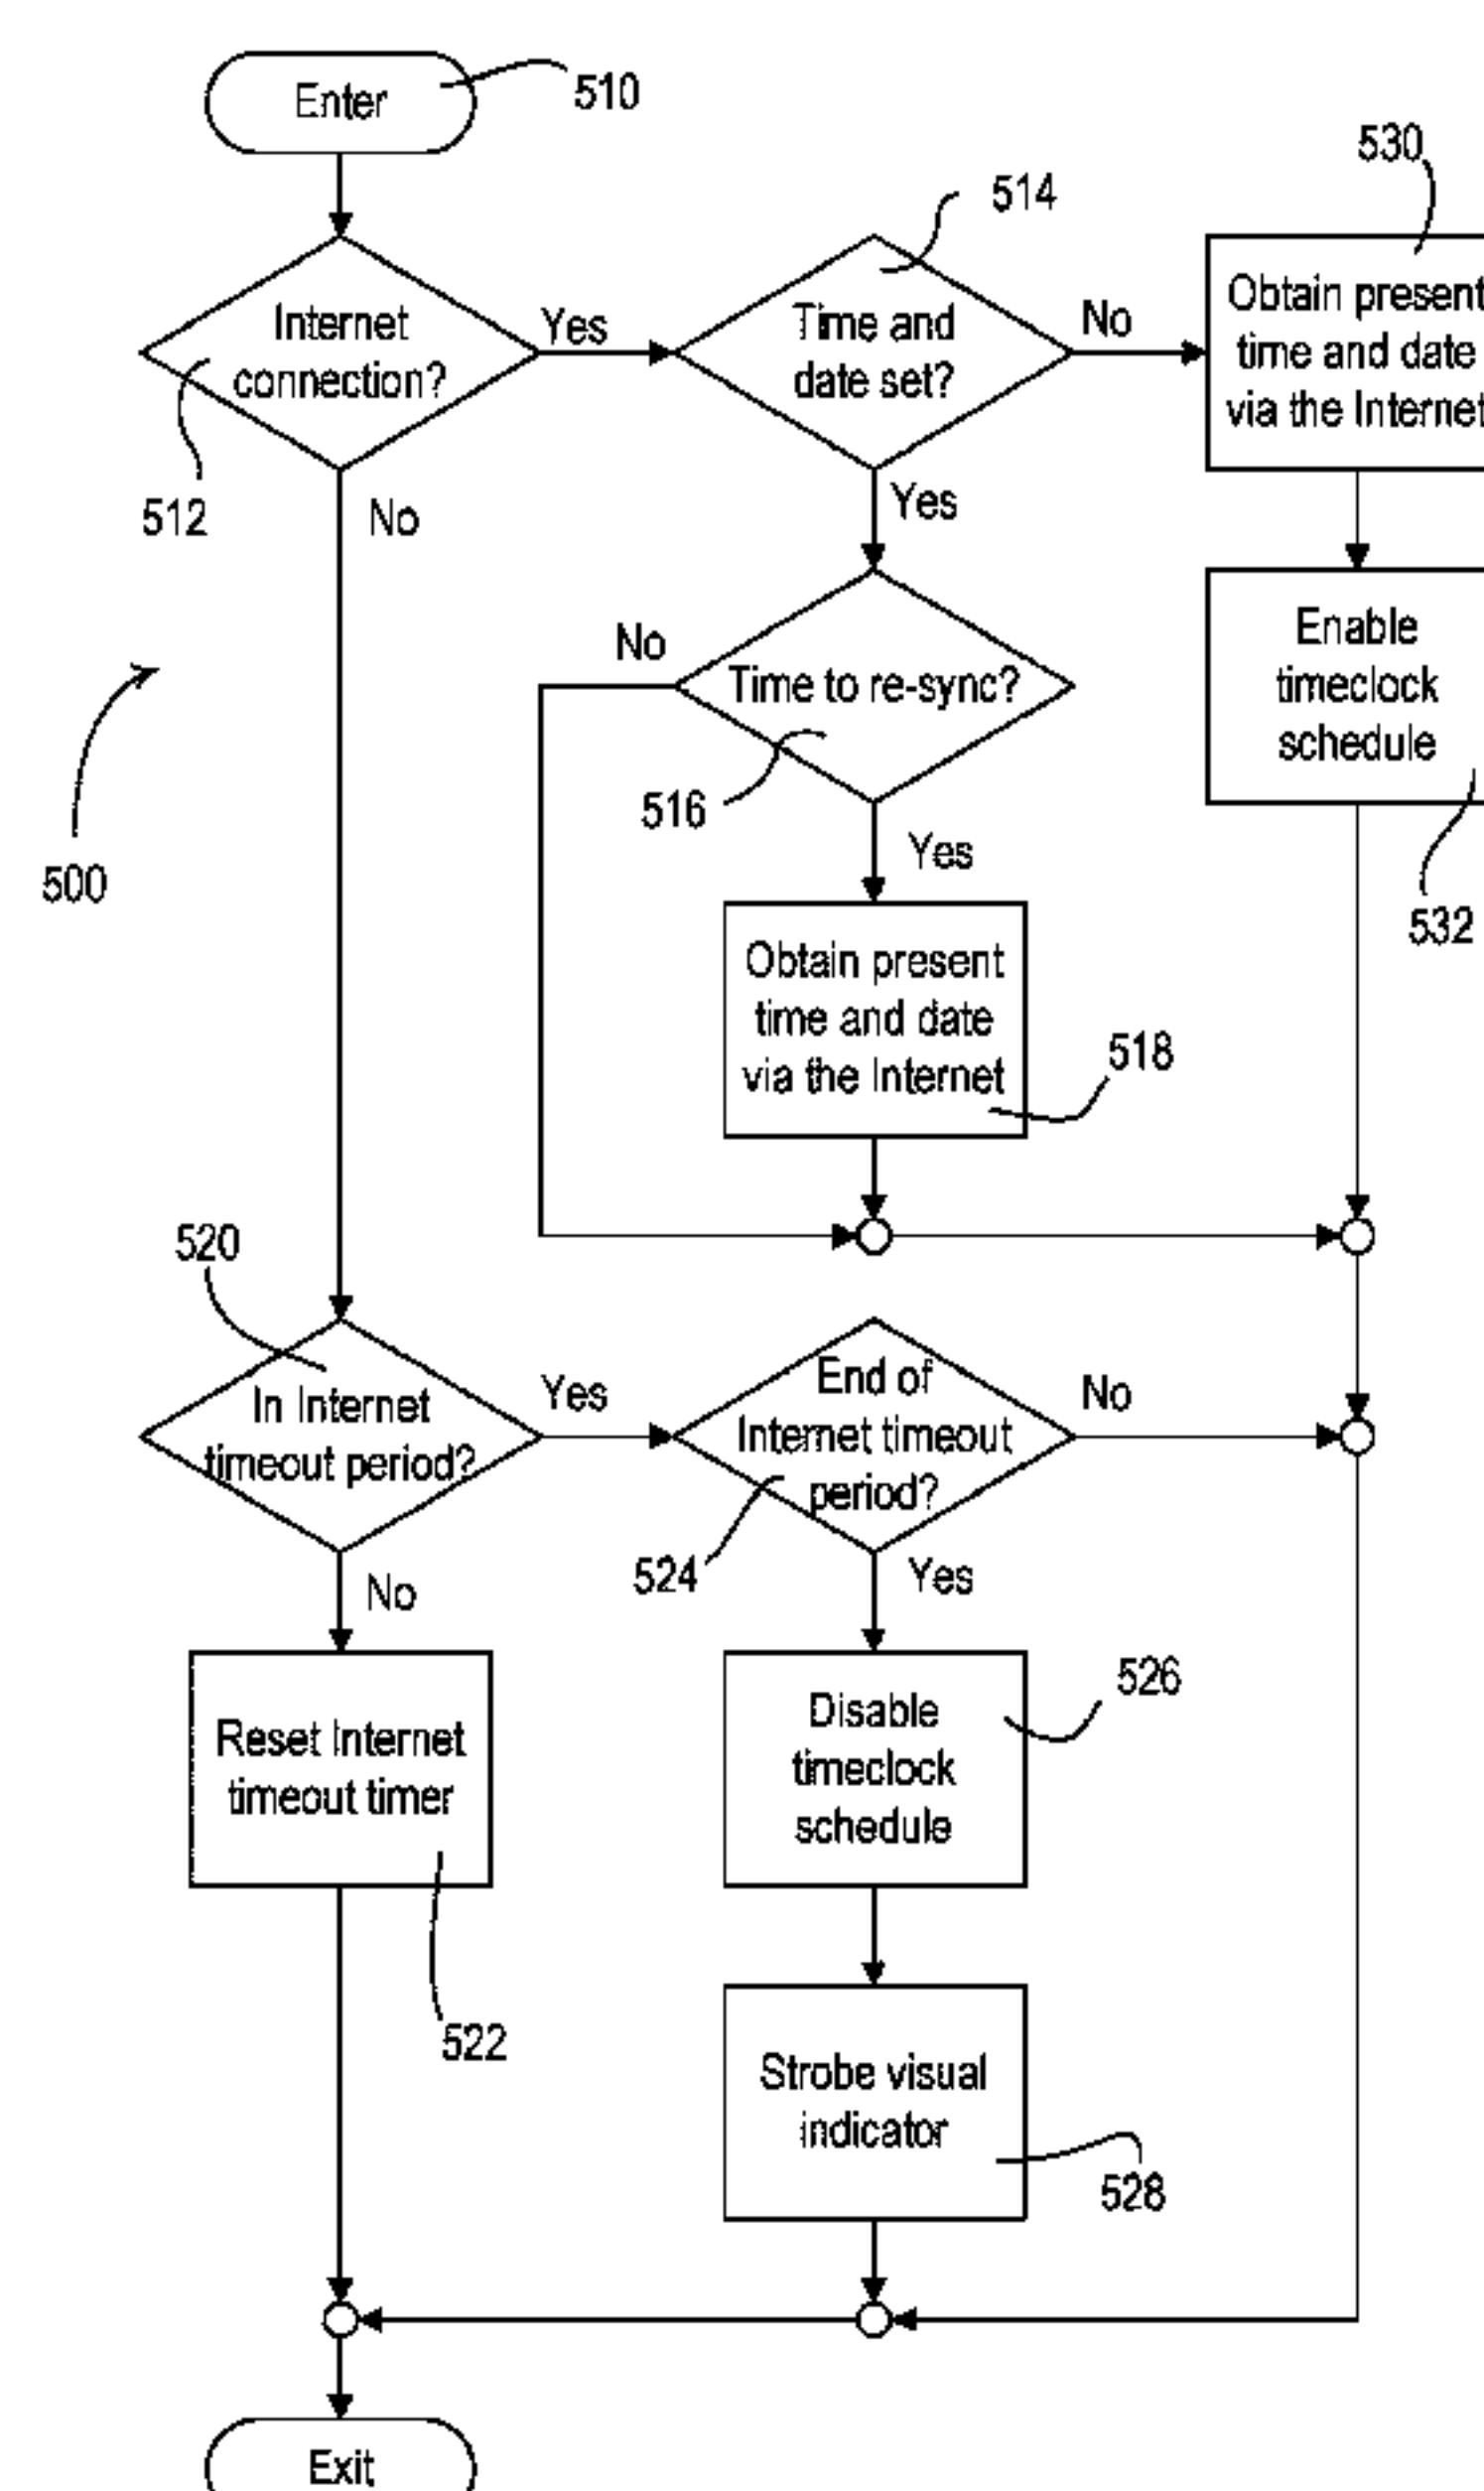 Enter
510
530
514
Internet
connection?
Yes
Time and
date set?
No
Obtain present
time and date
via the Internet
512
No
Yes
No
Time to re-sync?
Enable
timeclock
schedule
516
Yes
500
532
Obtain present
time and date
via the Internet
518
520
In Internet
timeout period?
Yes
End of
Internet timeout
period?
No
524
Yes
No
Reset Internet
timeout timer
Disable
timeclock
schedule
526
522
Strobe visual
indicator
528
Exit